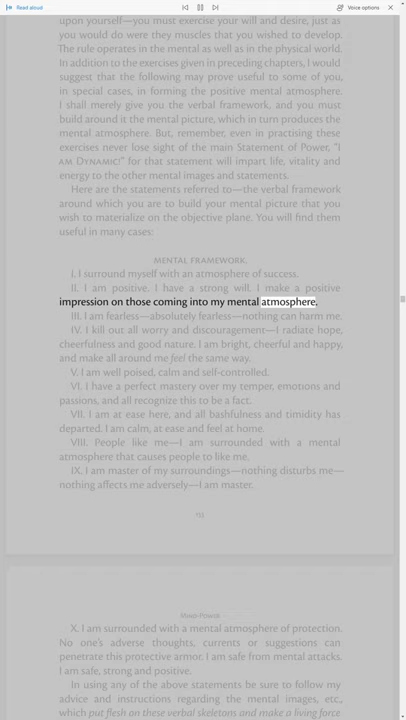 Read aloud
Voice options
upon yourself—you must exercise your will and desire, just as
you would do were they muscles that you wished to develop.
The rule operates in the mental as well as in the physical world.
In addition to the exercises given in preceding chapters, I would
suggest that the following may prove useful to some of you,
in special cases, in forming the positive mental atmosphere.
I shall merely give you the verbal framework, and you must
build around it the mental picture, which in turn produces the
mental atmosphere. But, remember, even in practising these
exercises never lose sight of the main Statement of Power, "I
AM DYNAMIC!" for that statement will impart life, vitality and
energy to the other mental images and statements.
Here are the statements referred to—the verbal framework
around which you are to build your mental picture that you
wish to materialize on the objective plane. You will find them
useful in many cases:
MENTAL FRAMEWORK.
I. I surround myself with an atmosphere of success.
II. I am positive. I have a strong will. I make a positive
impression on those coming into my mental atmosphere.
III. I am fearless—absolutely fearless—nothing can harm me.
IV. I kill out all worry and discouragement—I radiate hope,
cheerfulness and good nature. I am bright, cheerful and happy,
and make all around me feel the same way.
V. I am well poised, calm and self-controlled.
VI. I have a perfect mastery over my temper, emotions and
passions, and all recognize this to be a fact.
VII. I am at ease here, and all bashfulness and timidity has
departed. I am calm, at ease and feel at home.
VIII. People like me—I am surrounded with a mental
atmosphere that causes people to like me.
IX. I am master of my surroundings—nothing disturbs me—
nothing affects me adversely—I am master.
153
MIND-POWER
X. I am surrounded with a mental atmosphere of protection.
No one's adverse thoughts, currents or suggestions can
penetrate this protective armor. I am safe from mental attacks.
I am safe, strong and positive.
In using any of the above statements be sure to follow my
advice and instructions regarding the mental images, etc.,
which put flesh on these verbal skeletons and make a living force